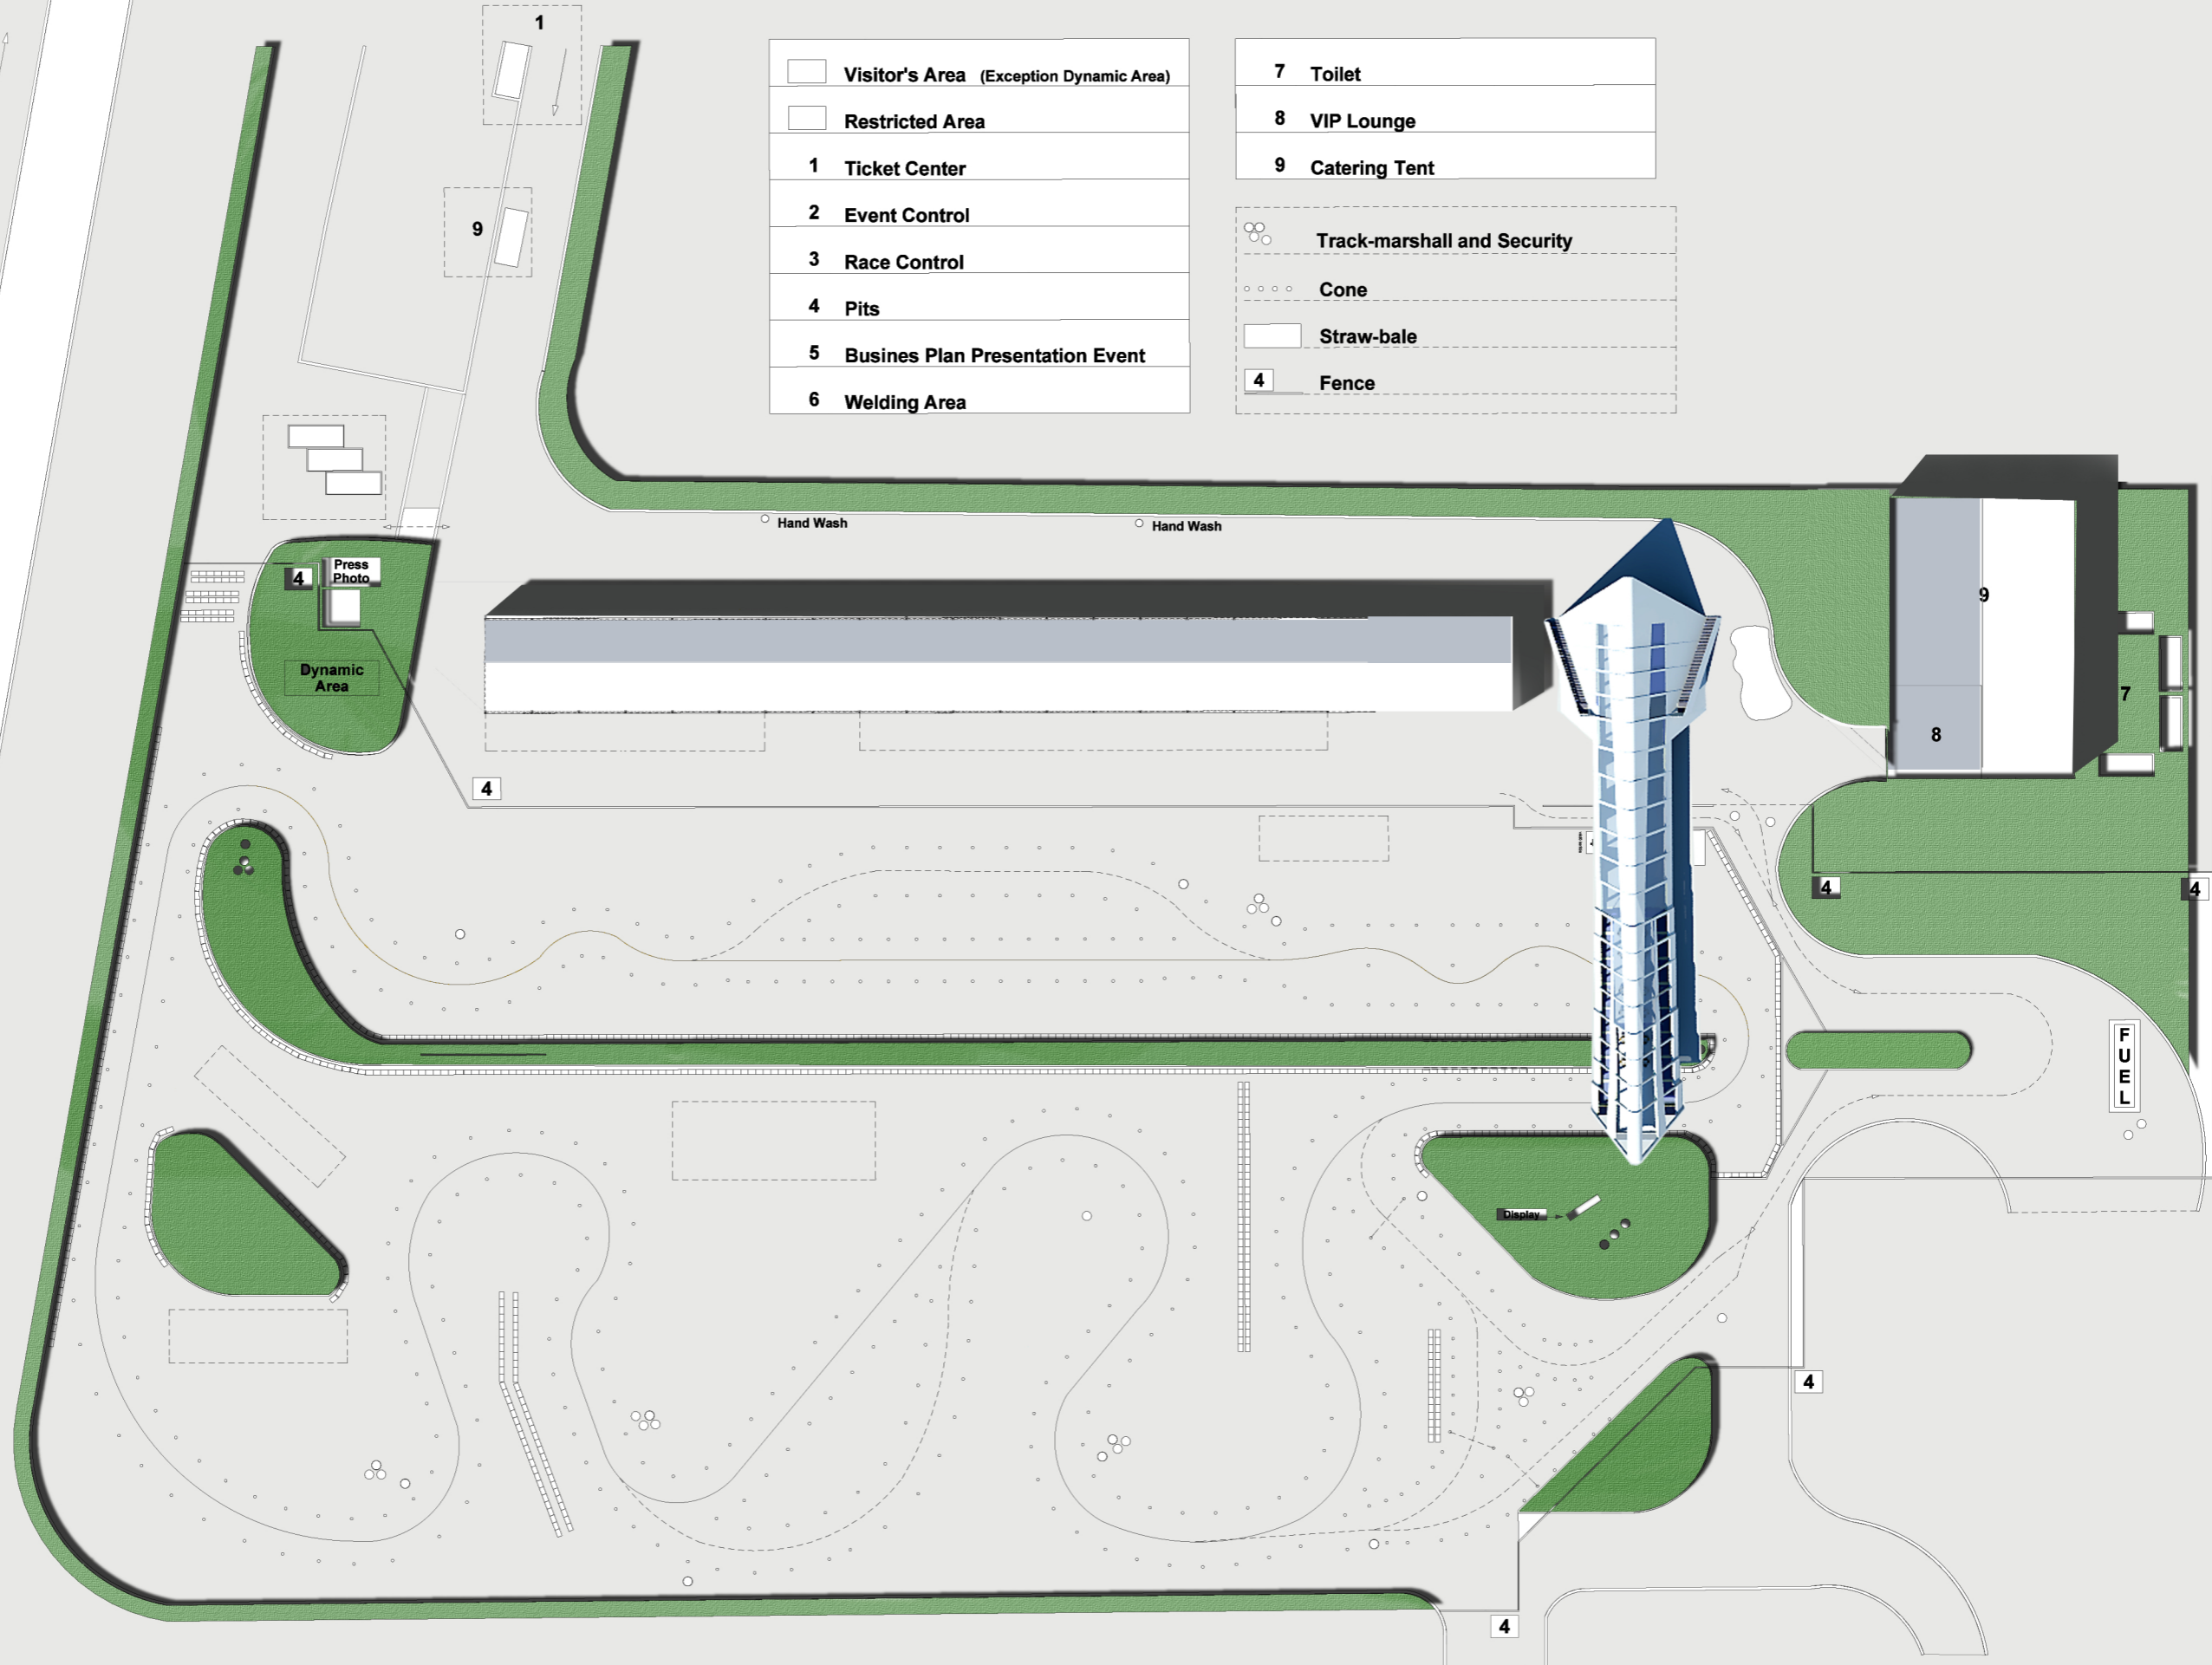 1
Visitor's Area (Exception Dynamic Area)
Restricted Area
1 Ticket Center
2 Event Control
3 Race Control
4 Pits
5 Busines Plan Presentation Event
6 Welding Area
7 Toilet
8 VIP Lounge
9 Catering Tent
Track-marshall and Security
Cone
Straw-bale
4 Fence
9
Hand Wash
Hand Wash
4
Press
Photo
Dynamic
Area
9
7
8
4
4
4
F
U
E
L
Display
4
4